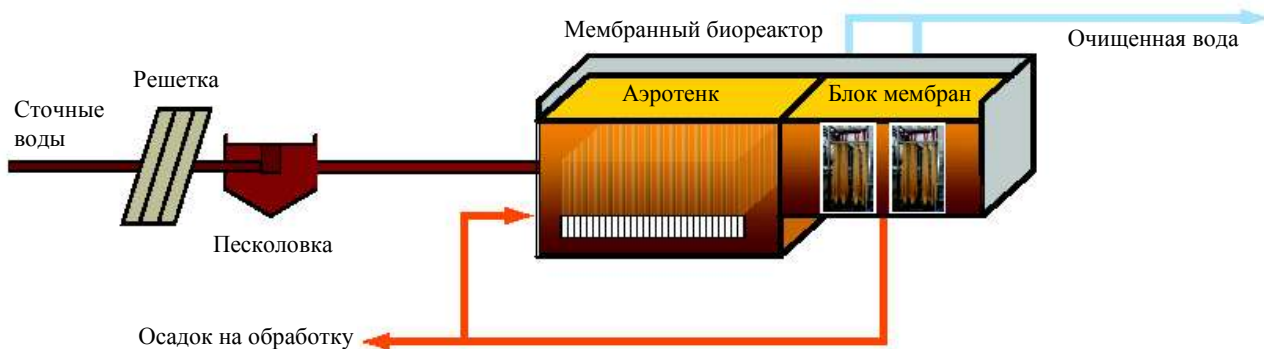 Мембранный биореактор
Очищенная вода
Решетка
Аэротенк
Блок мембран
Сточные
воды
Песколовка
Осадок на обработку